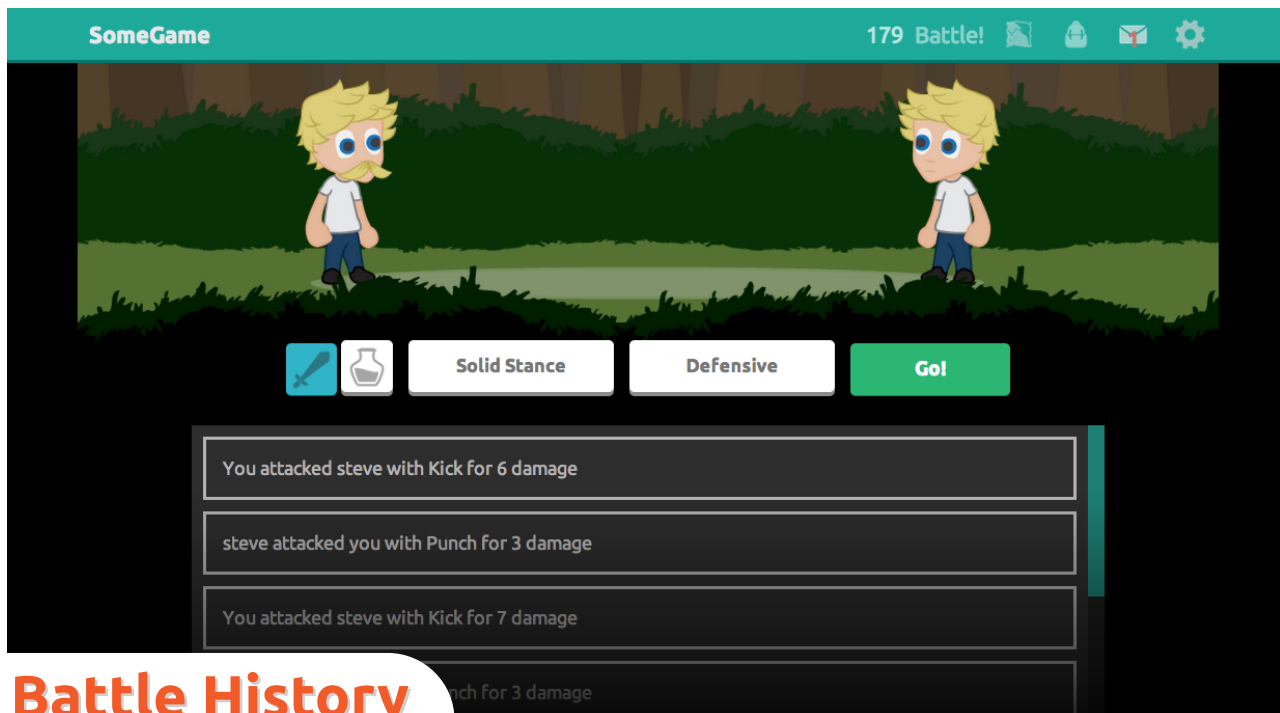 SomeGame
179 Battle!
1
Solid Stance
Defensive
Go!
You attacked steve with Kick for 6 damage
steve attacked you with Punch for 3 damage
You attacked steve with Kick for 7 damage
nch for 3 damage
Battle History